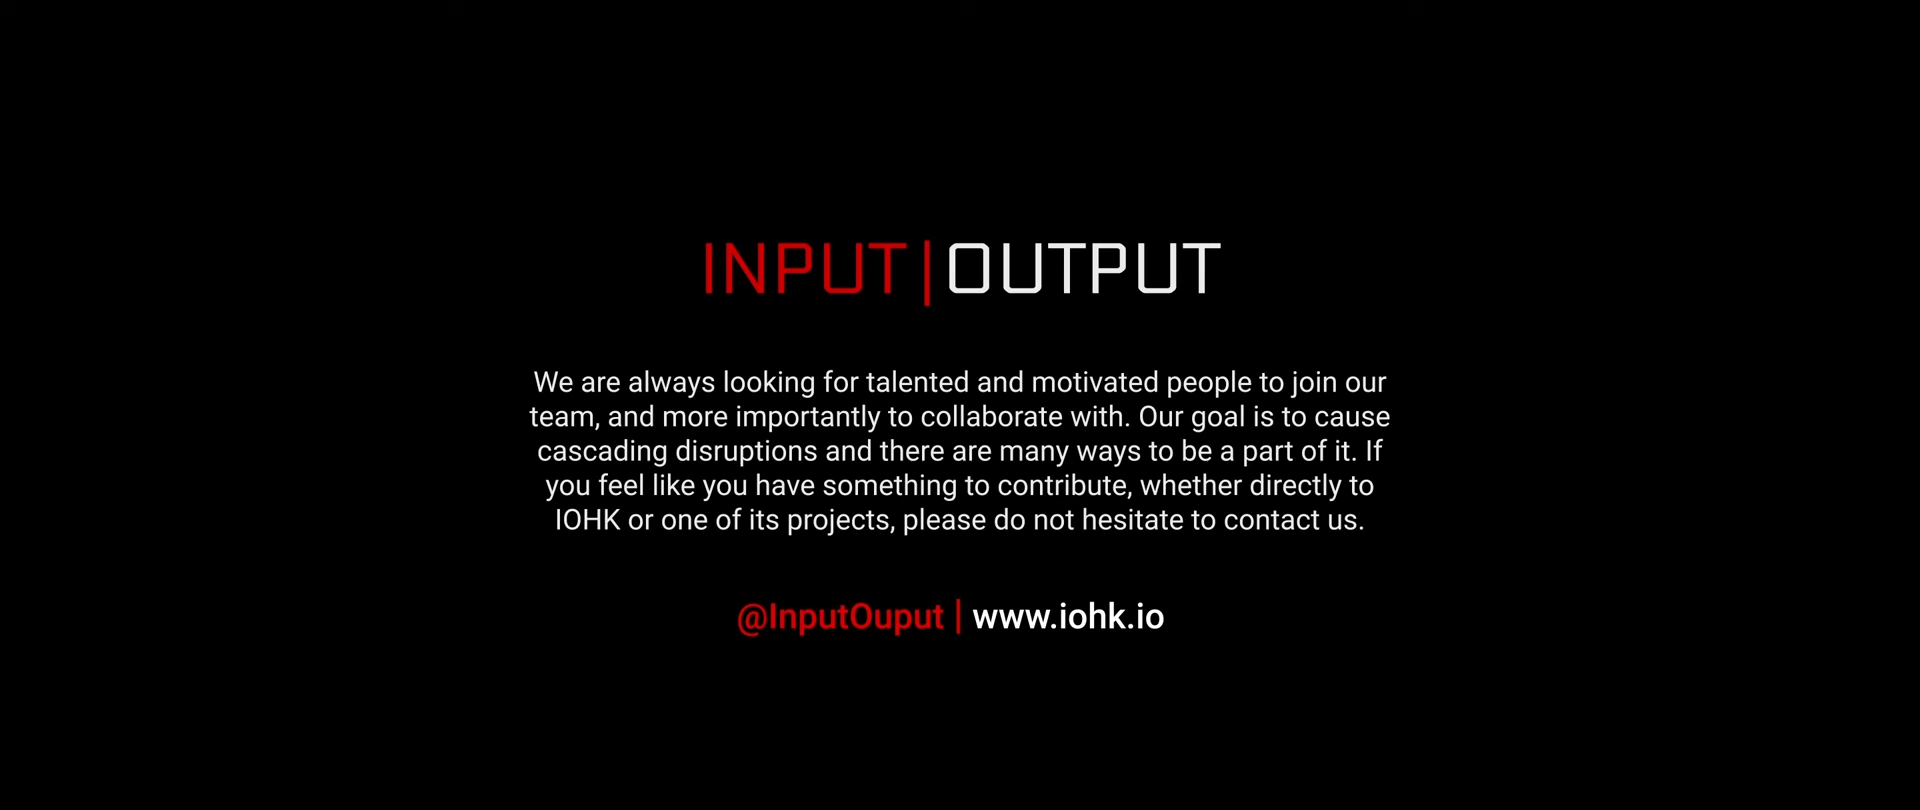 INPUT|OUTPUT
We are always looking for talented and motivated people to join our
team, and more importantly to collaborate with. Our goal is to cause
cascading disruptions and there are many ways to be a part of it. If
you feel like you have something to contribute, whether directly to
IOHK or one of its projects, please do not hesitate to contact us.
@InputOuput | www.iohk.io